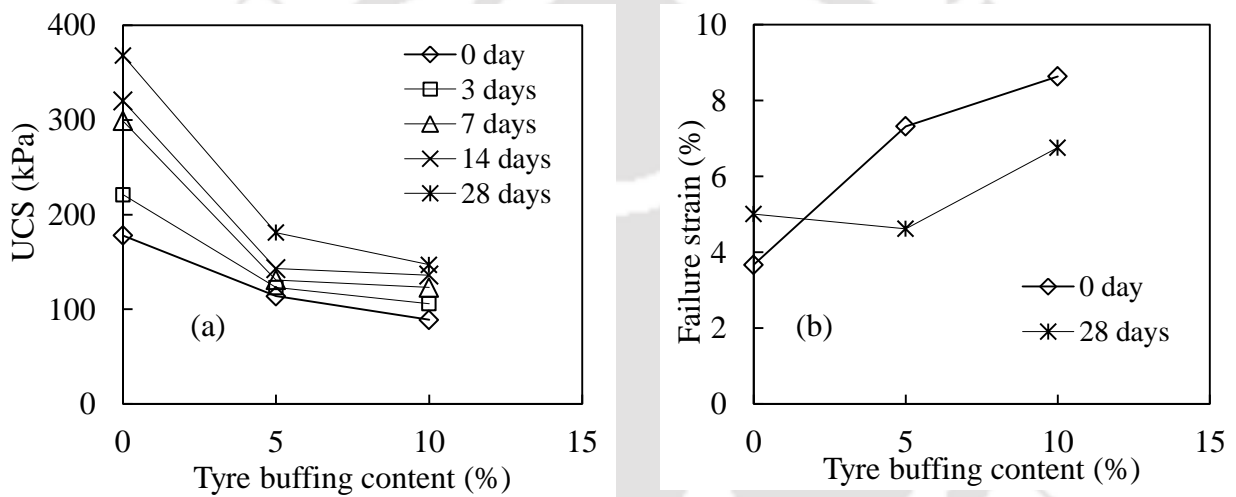 400
300
200
100
0
UCS (kPa)
0 day
3 days
7 days
14 days
28 days
(a)
0 5 10 15
Tyre buffing content (%)
10
8
6
4
2
0
Failure strain (%)
0 day
28 days
(b)
0 5 10 15
Tyre buffing content (%)